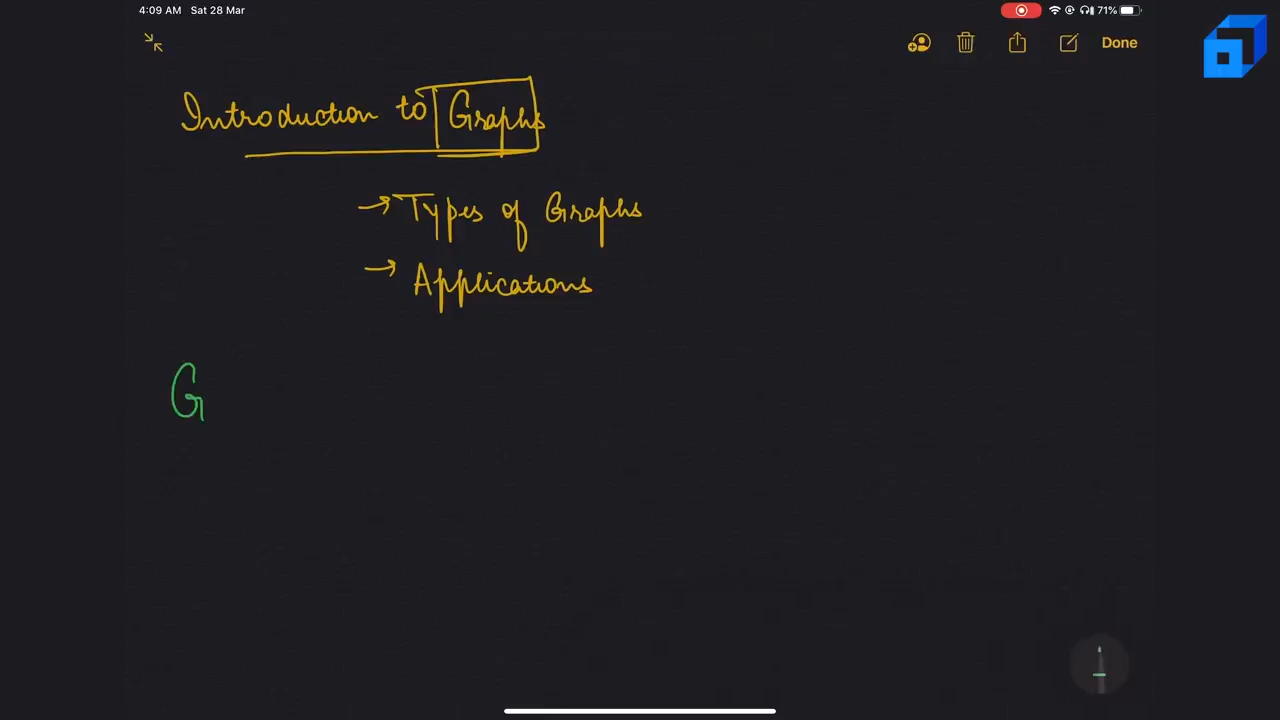 4:09 AM Sat 28 Mar 71%
Done
Introduction to Graphs
→ Types of Graphs
→ Applications
G